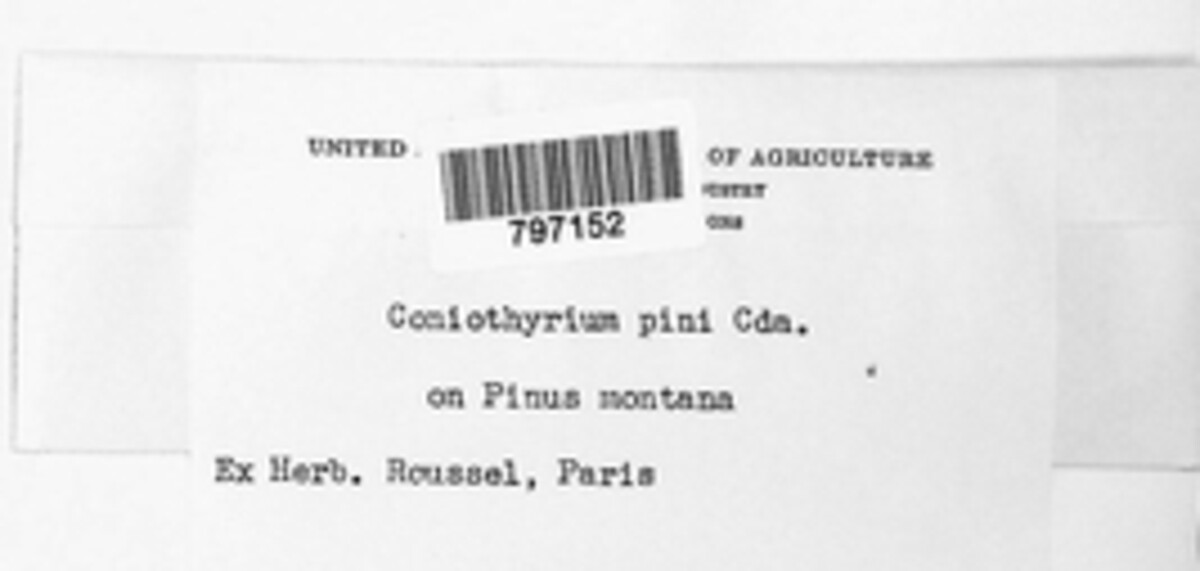 UNITED OF AGRICULTURE
797152
Coniothyrium pini Cda.
on Pinus montana
Ex Herb. Roussel, Paris